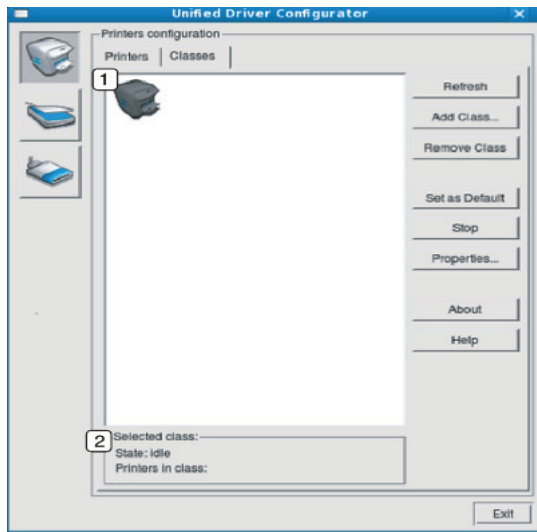 Unified Driver Configurator
Printers configuration
Printers Classes
1
Refresh
Add Class...
Remove Class
Set as Default
Stop
Properties...
About
Help
2 Selected class:
State: idle
Printers in class:
Exit